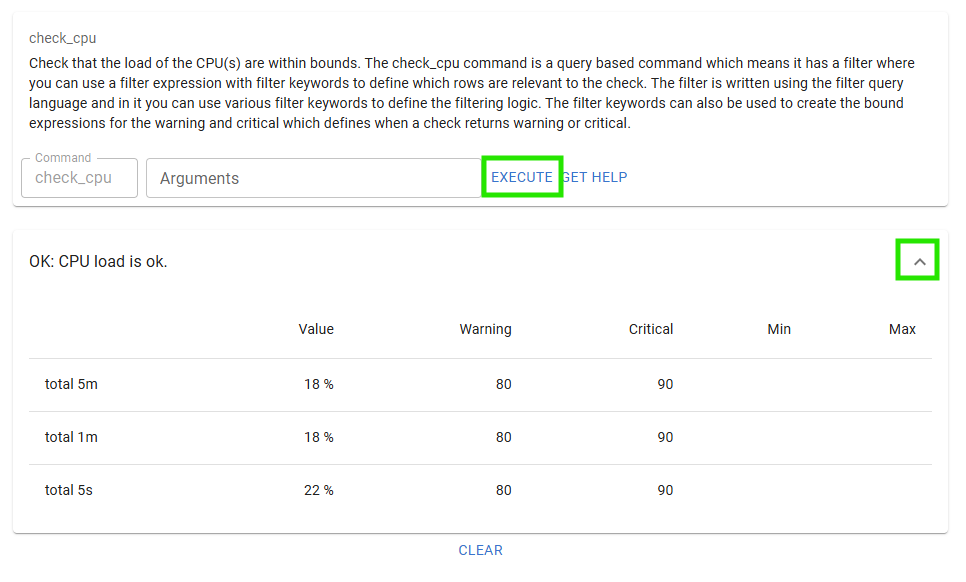 check_cpu
Check that the load of the CPU(s) are within bounds. The check_cpu command is a query based command which means it has a filter where
you can use a filter expression with filter keywords to define which rows are relevant to the check. The filter is written using the filter query
language and in it you can use various filter keywords to define the filtering logic. The filter keywords can also be used to create the bound
expressions for the warning and critical which defines when a check returns warning or critical.
Command
check_cpu Arguments EXECUTE GET HELP
OK: CPU load is ok.
Value Warning Critical Min Max
total 5m 18 % 80 90
total 1m 18 % 80 90
total 5s 22 % 80 90
CLEAR